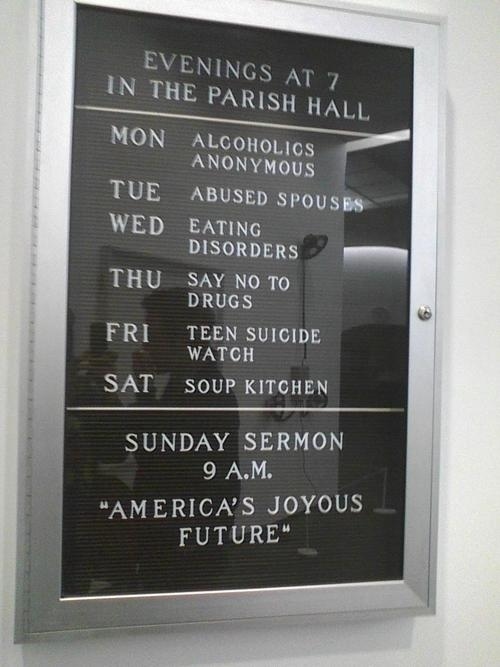 EVENINGS AT 7
IN THE PARISH HALL
MON ALCOHOLICS
ANONYMOUS
TUE ABUSED SPOUSES
WED EATING
DISORDERS
THU SAY NO TO
DRUGS
FRI TEEN SUICIDE
WATCH
SAT SOUP KITCHEN
SUNDAY SERMON
9 A.M.
"AMERICA'S JOYOUS
FUTURE"